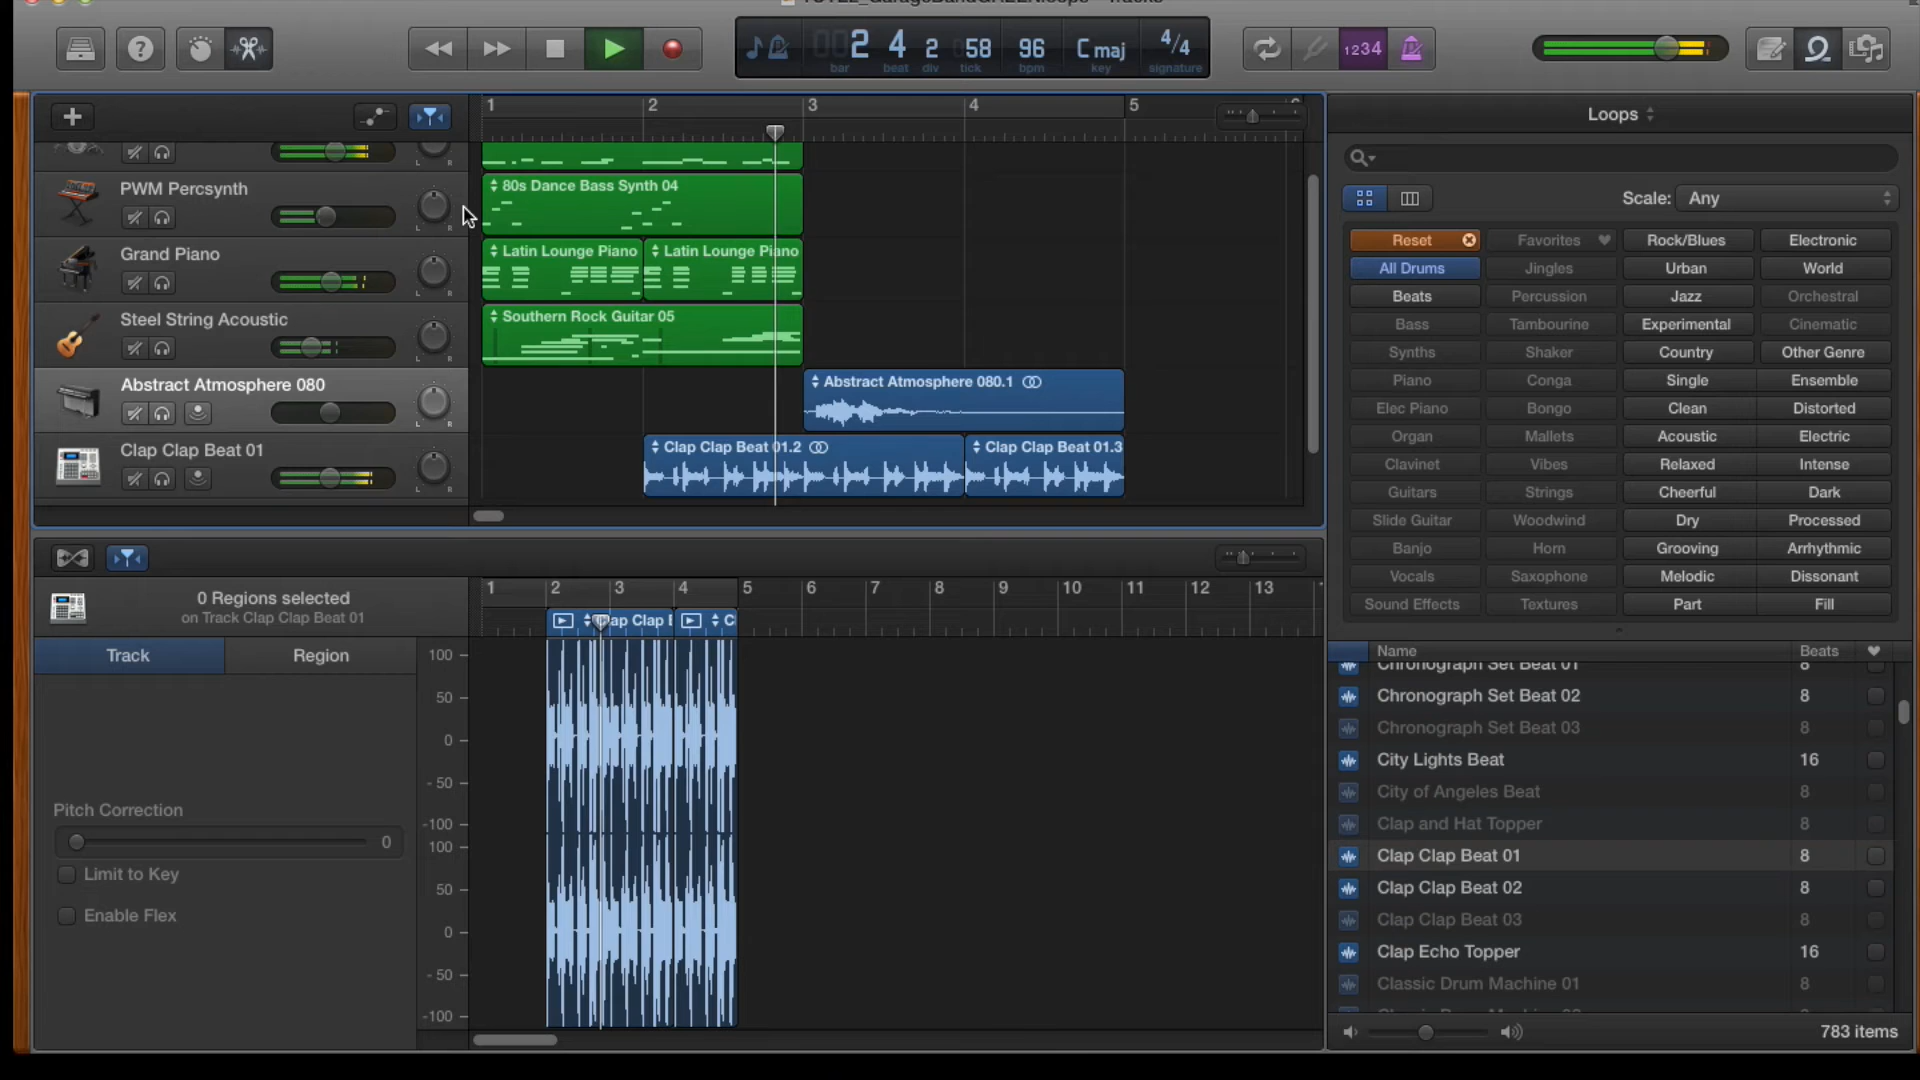 2 4 2 58 96 C maj 4/4
bar beat div tick bpm key signature
1234
1 2 3 4 5
Loops
PWM Percsynth
80s Dance Bass Synth 04
Scale: Any
Grand Piano
Latin Lounge Piano
Latin Lounge Piano
Steel String Acoustic
Southern Rock Guitar 05
Abstract Atmosphere 080
Abstract Atmosphere 080.1
Clap Clap Beat 01
Clap Clap Beat 01.2
Clap Clap Beat 01.3
L R
L R
L R
L R
L R
L R
Reset Favorites Rock/Blues Electronic
All Drums Jingles Urban World
Beats Percussion Jazz Orchestral
Bass Tambourine Experimental Cinematic
Synths Shaker Country Other Genre
Piano Conga Single Ensemble
Elec Piano Bongo Clean Distorted
Organ Mallets Acoustic Electric
Clavinet Vibes Relaxed Intense
Guitars Strings Cheerful Dark
Slide Guitar Woodwind Dry Processed
Banjo Horn Grooving Arrhythmic
Vocals Saxophone Melodic Dissonant
Sound Effects Textures Part Fill
Name Beats
Chronograph Set Beat 01 8
Chronograph Set Beat 02 8
Chronograph Set Beat 03 8
City Lights Beat 16
City of Angeles Beat 8
Clap and Hat Topper 8
Clap Clap Beat 01 8
Clap Clap Beat 02 8
Clap Clap Beat 03 8
Clap Echo Topper 16
Classic Drum Machine 01 8
783 items
0 Regions selected
on Track Clap Clap Beat 01
Track Region
Pitch Correction
0
Limit to Key
Enable Flex
1 2 3 4 5 6 7 8 9 10 11 12 13
100
50
0
- 50
-100
100
50
0
- 50
-100